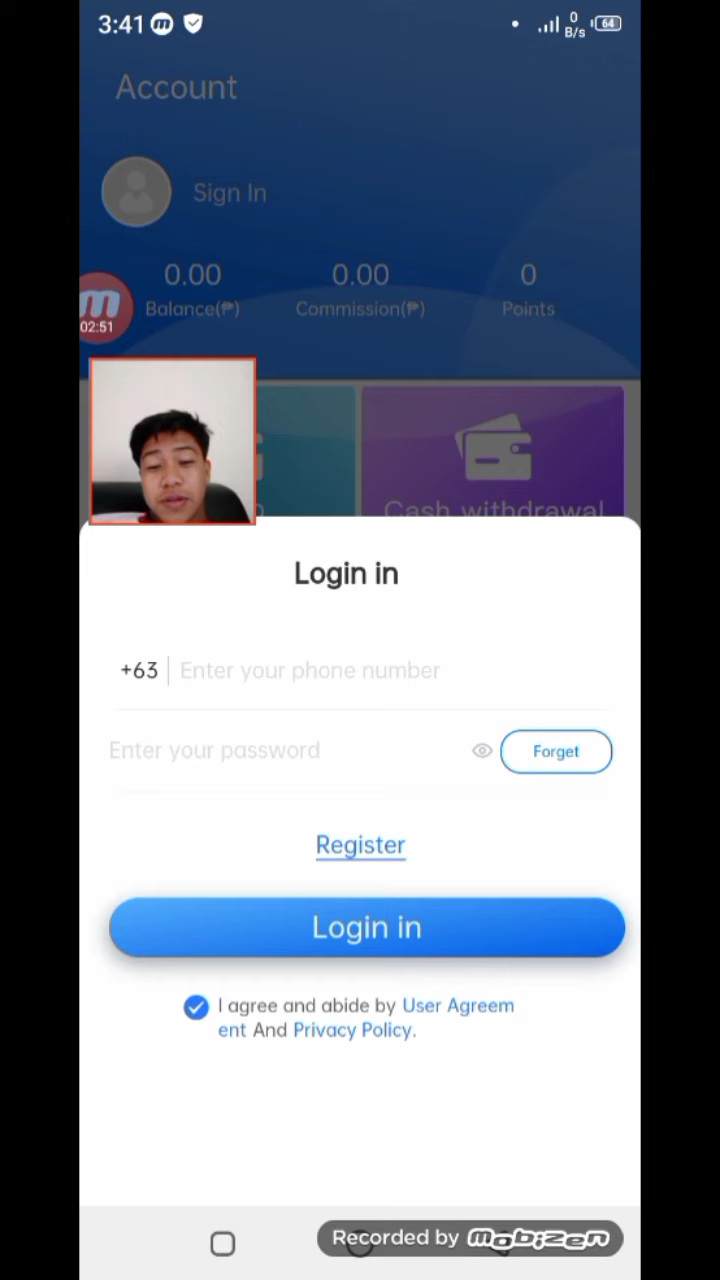 3:41
0
B/s
64
Account
Sign In
0.00
0.00
0
Balance(₱)
Commission(₱)
Points
m
02:51
Cash withdrawal
Login in
+63
Enter your phone number
Enter your password
Forget
Register
Login in
I agree and abide by User Agreem
ent And Privacy Policy.
Recorded by mobizen